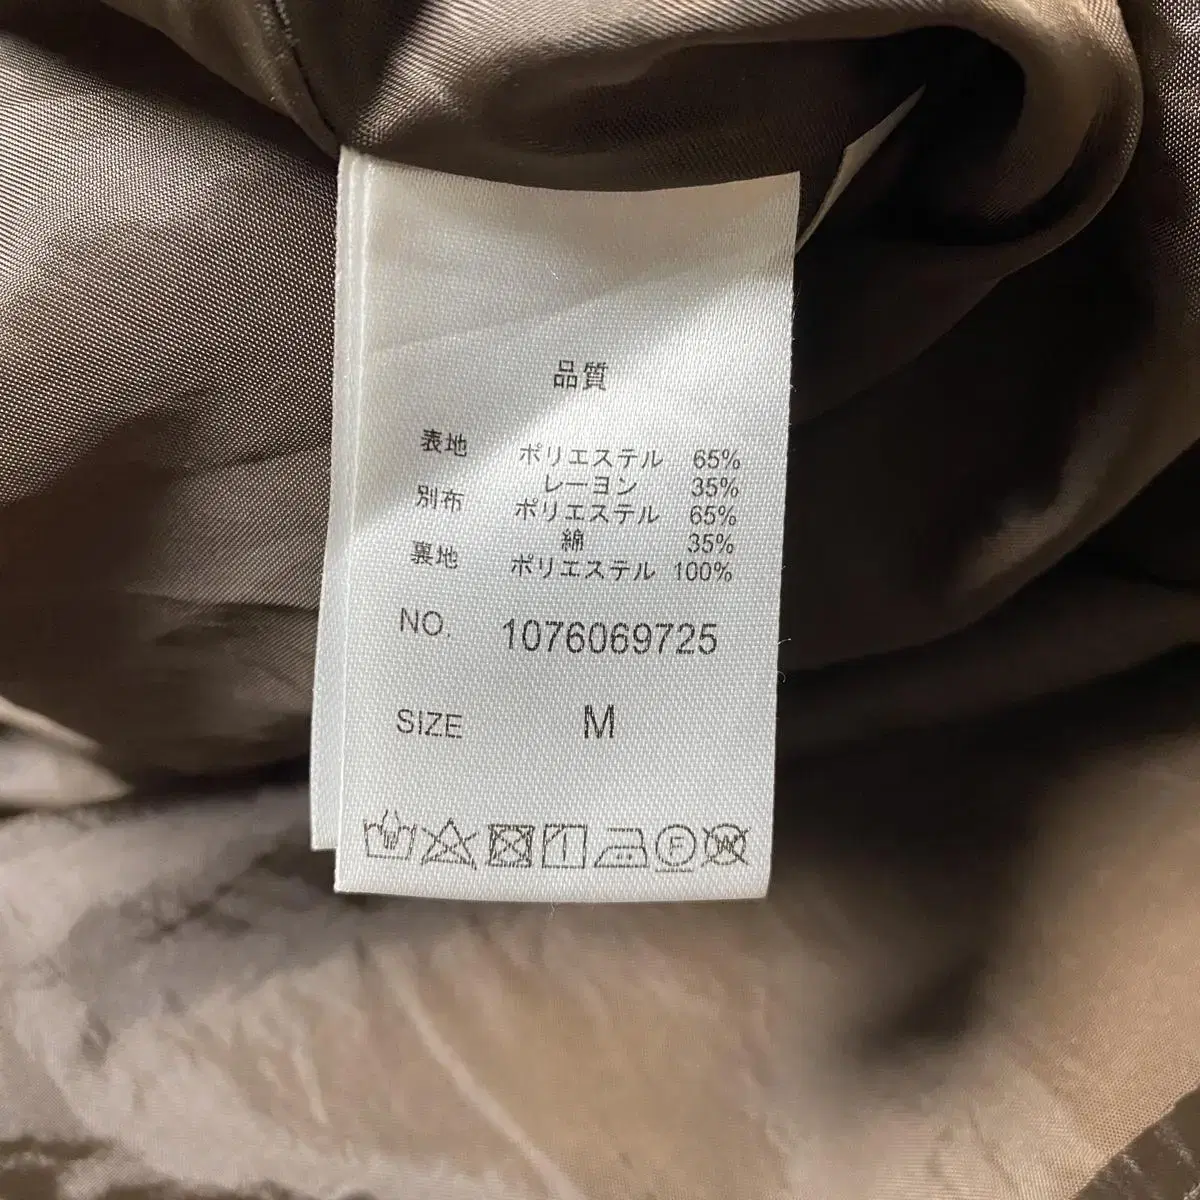 品質
表地 ポリエステル 65%
レーヨン 35%
別布 ポリエステル 65%
綿 35%
裏地 ポリエステル 100%
NO. 1076069725
SIZE M
F W